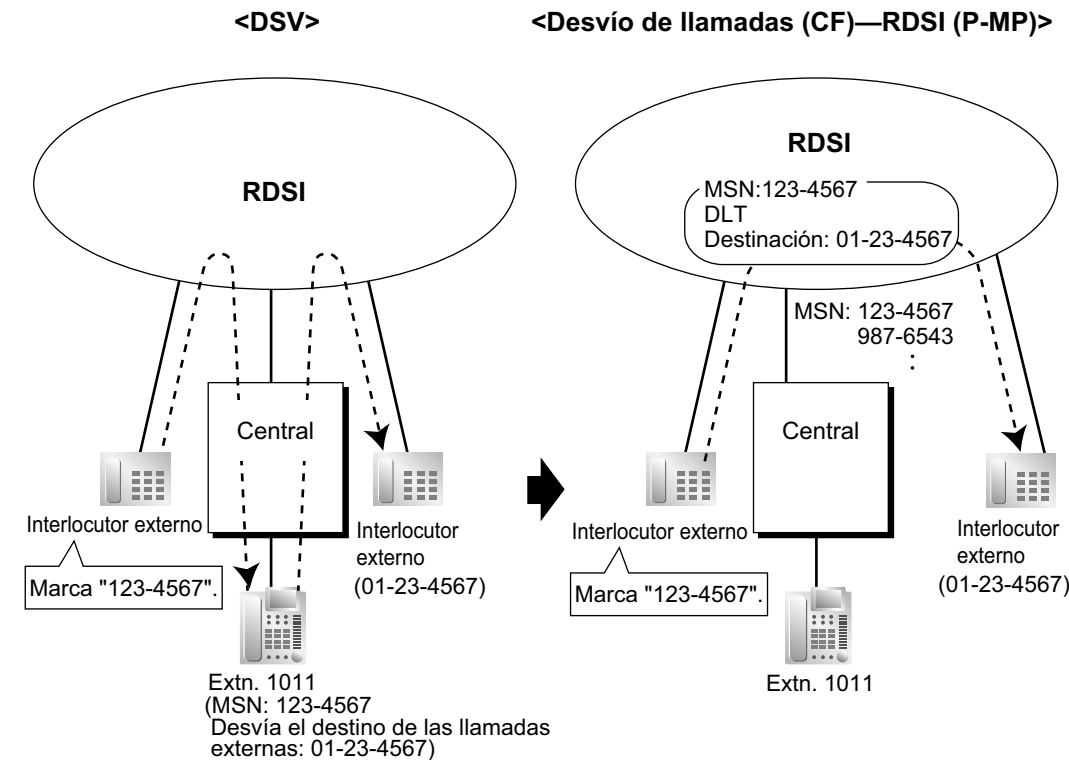 <DSV>
<Desvío de llamadas (CF)—RDSI (P-MP)>
RDSI
Central
Interlocutor externo
Marca "123-4567".
Interlocutor
externo
(01-23-4567)
Extn. 1011
(MSN: 123-4567
Desvía el destino de las llamadas
externas: 01-23-4567)
RDSI
MSN:123-4567
DLT
Destinación: 01-23-4567
MSN: 123-4567
987-6543
:
Central
Interlocutor externo
Marca "123-4567".
Interlocutor
externo
(01-23-4567)
Extn. 1011